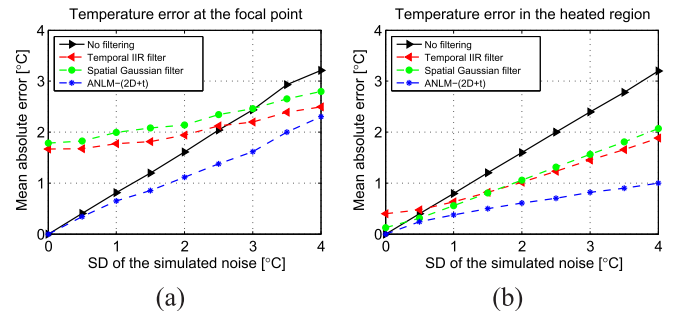 Temperature error at the focal point
Mean absolute error [°C]
4
3
2
1
0
No filtering
Temporal IIR filter
Spatial Gaussian filter
ANLM-(2D+t)
0 1 2 3 4
SD of the simulated noise [°C]
(a)
Temperature error in the heated region
Mean absolute error [°C]
4
3
2
1
0
No filtering
Temporal IIR filter
Spatial Gaussian filter
ANLM-(2D+t)
0 1 2 3 4
SD of the simulated noise [°C]
(b)